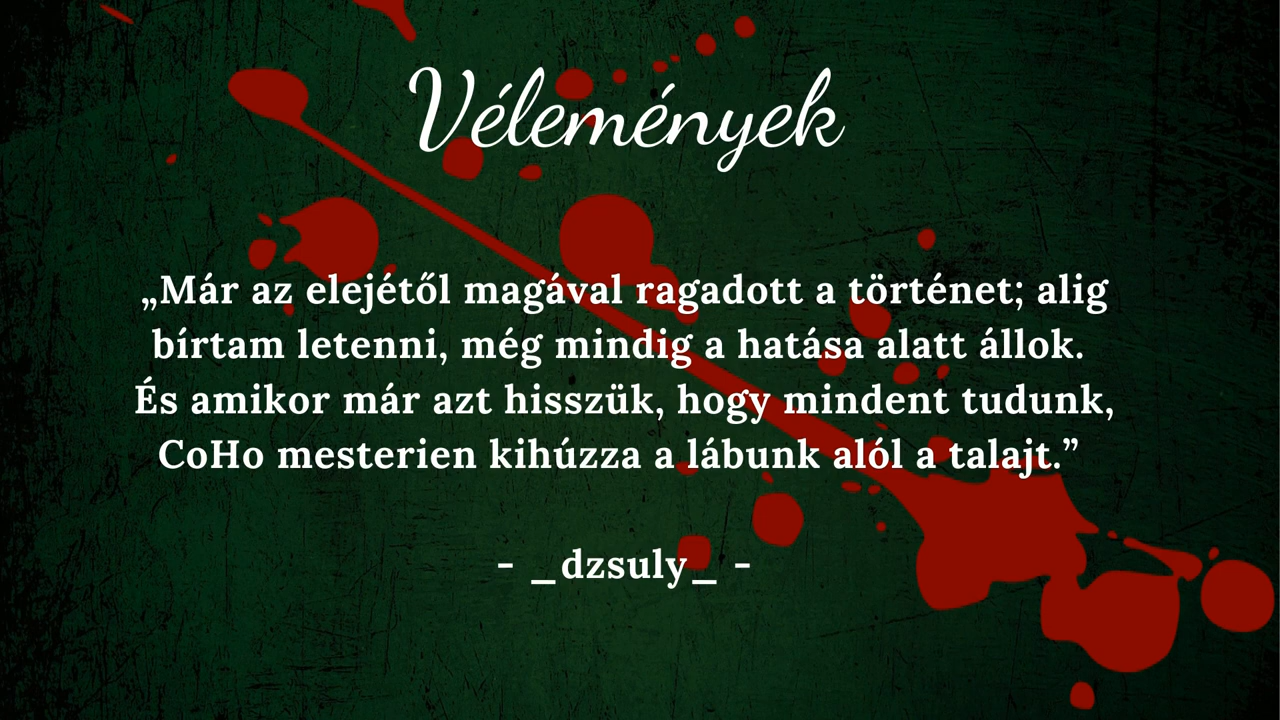 Vélemények
„Már az elejétől magával ragadott a történet; alig
bírtam letenni, még mindig a hatása alatt állok.
És amikor már azt hisszük, hogy mindent tudunk,
CoHo mesterien kihúzza a lábunk alól a talajt.”
- _dzsuly_ -